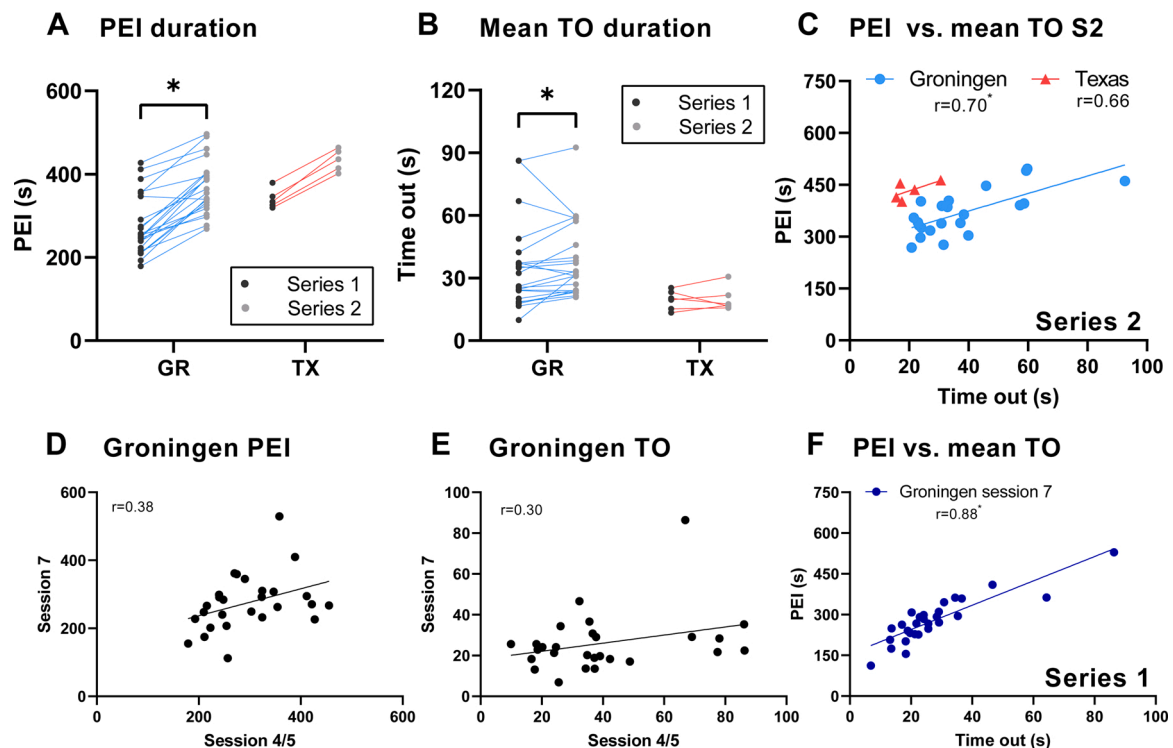 A PEI duration
PEI (s)
600
400
200
0
*
Series 1
Series 2
GR TX
B Mean TO duration
Time out (s)
120
90
60
30
0
*
Series 1
Series 2
GR TX
C PEI vs. mean TO S2
Groningen Texas
r=0.70* r=0.66
PEI (s)
750
600
450
300
150
0
Series 2
0 20 40 60 80 100
Time out (s)
D Groningen PEI
r=0.38
Session 7
600
400
200
0
0 200 400 600
Session 4/5
E Groningen TO
r=0.30
Session 7
100
80
60
40
20
0
0 20 40 60 80 100
Session 4/5
F PEI vs. mean TO
Groningen session 7
r=0.88*
PEI (s)
750
600
450
300
150
0
Series 1
0 20 40 60 80 100
Time out (s)